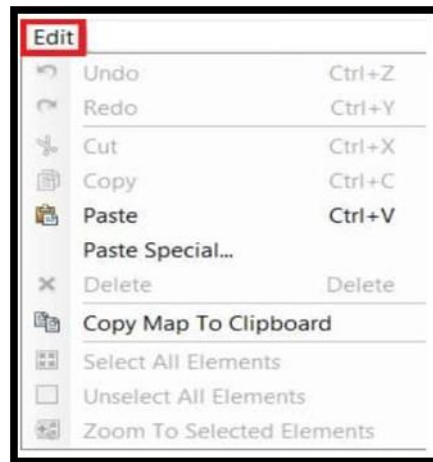 Edit
Undo Ctrl+Z
Redo Ctrl+Y
Cut Ctrl+X
Copy Ctrl+C
Paste Ctrl+V
Paste Special...
Delete Delete
Copy Map To Clipboard
Select All Elements
Unselect All Elements
Zoom To Selected Elements